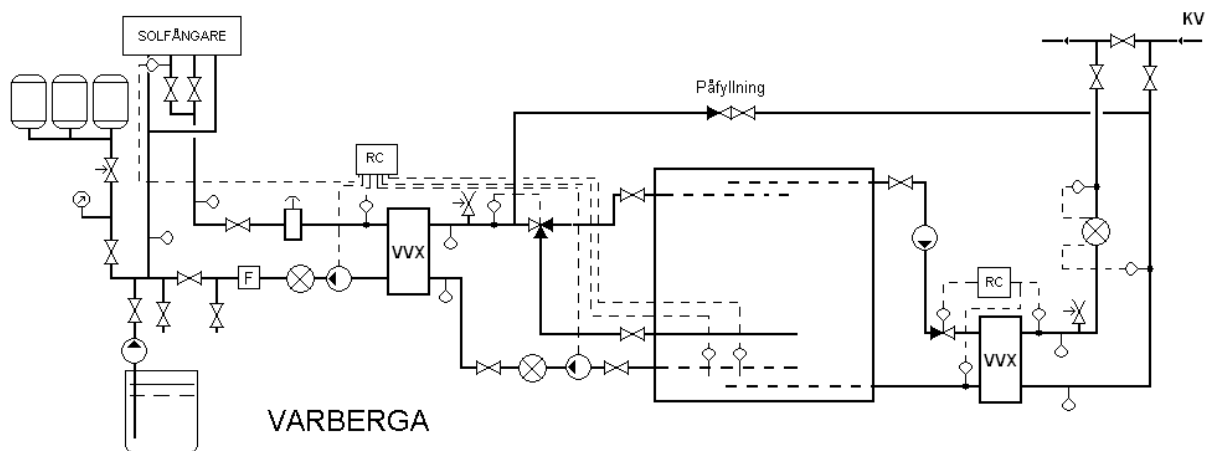 KV
SOLFÅNGARE
Påfyllning
RC
VVX
F
RC
VVX
VARBERGA